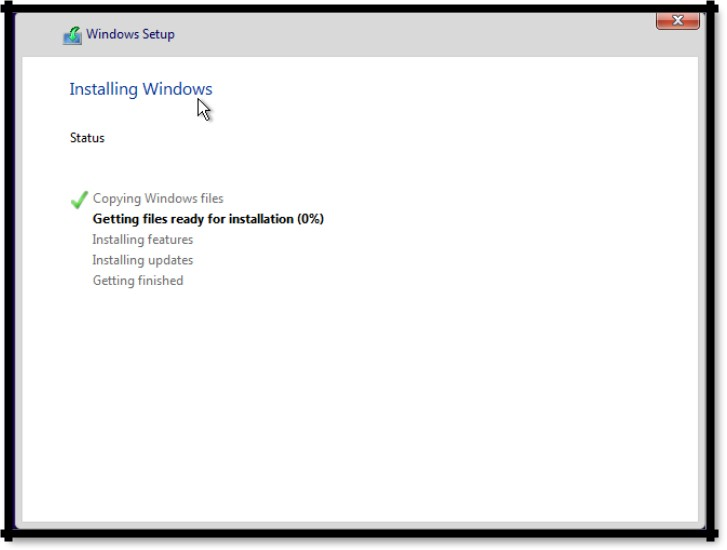 Windows Setup
Installing Windows
Status
Copying Windows files
Getting files ready for installation (0%)
Installing features
Installing updates
Getting finished